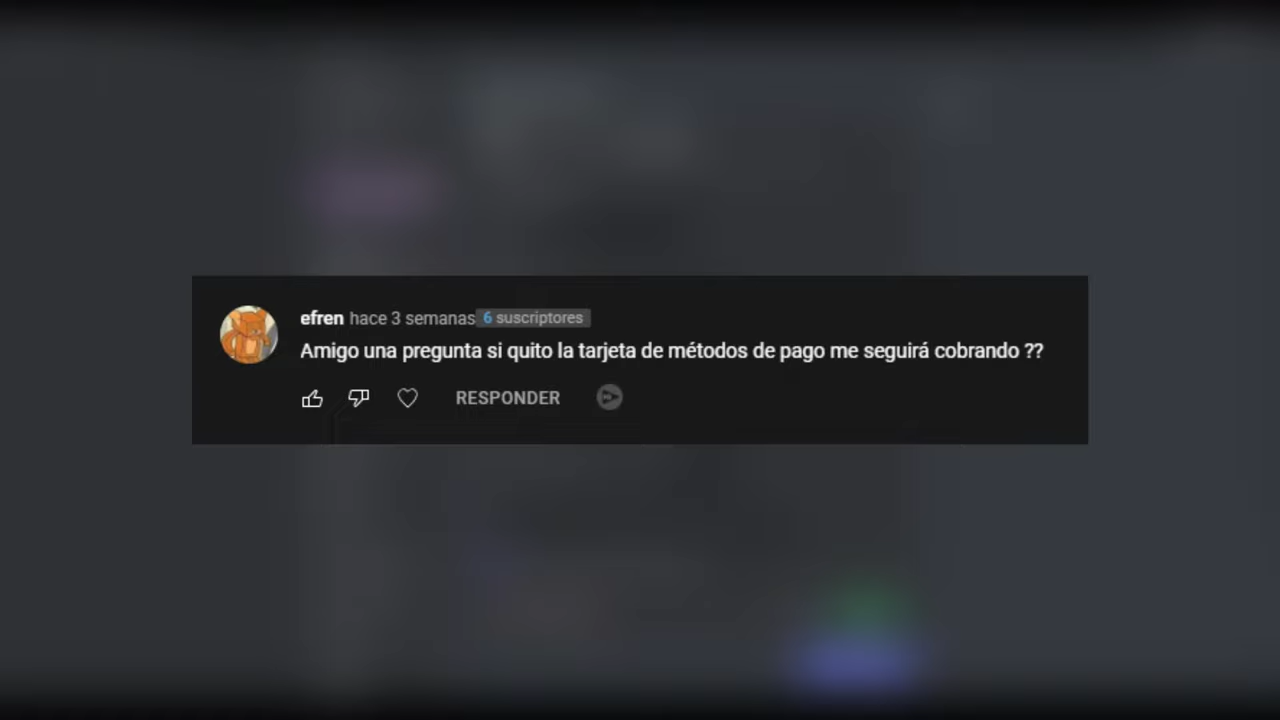 efren hace 3 semanas 6 suscriptores
Amigo una pregunta si quito la tarjeta de métodos de pago me seguirá cobrando ??
RESPONDER